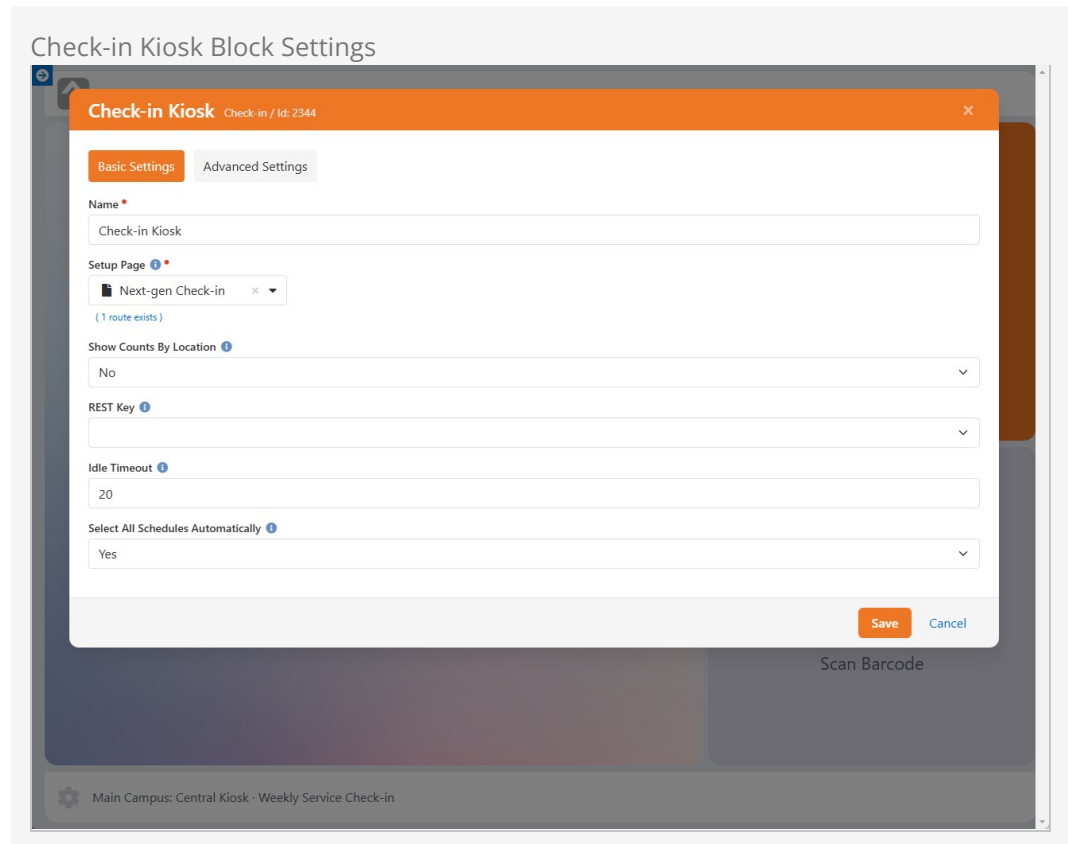 Check-in Kiosk Block Settings
Check-in Kiosk Check-in / Id: 2344
Basic Settings Advanced Settings
Name
Check-in Kiosk
Setup Page
Next-gen Check-in
( 1 route exists )
Show Counts By Location
No
REST Key
Idle Timeout
20
Select All Schedules Automatically
Yes
Save Cancel
Scan Barcode
Main Campus: Central Kiosk · Weekly Service Check-in